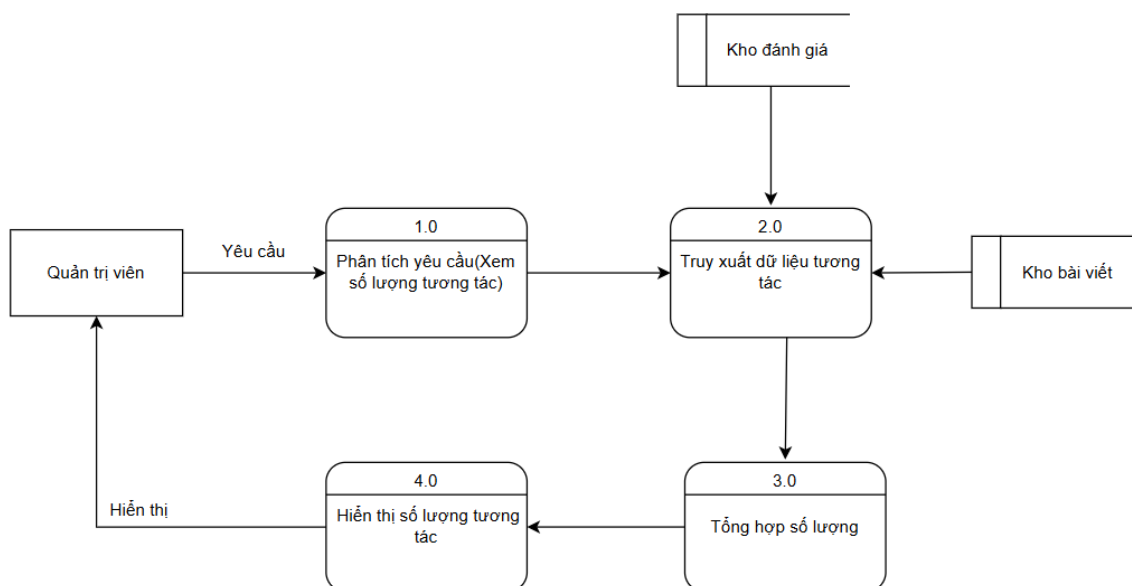 Kho đánh giá
1.0
Phân tích yêu cầu(Xem
số lượng tương tác)
2.0
Truy xuất dữ liệu tương
tác
Quản trị viên
Yêu cầu
Kho bài viết
4.0
Hiển thị số lượng tương
tác
3.0
Tổng hợp số lượng
Hiển thị